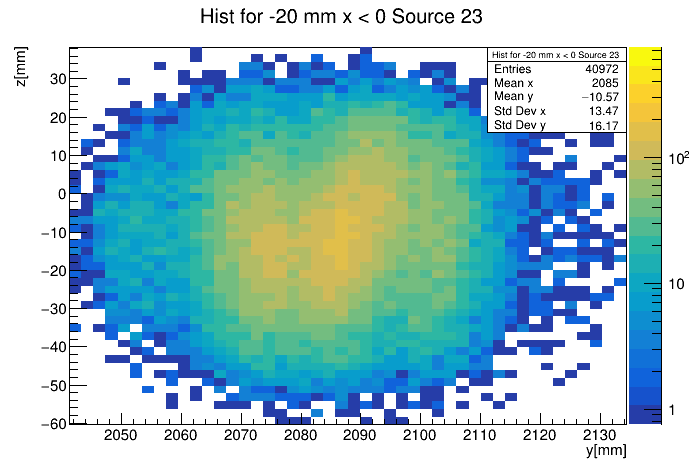 Hist for -20 mm x < 0 Source 23
z[mm]
Hist for -20 mm x < 0 Source 23
Entries 40972
Mean x 2085
Mean y −10.57
Std Dev x 13.47
Std Dev y 16.17
30
20
10
0
−10
−20
−30
−40
−50
−60
10²
10
1
2050 2060 2070 2080 2090 2100 2110 2120 2130
y[mm]